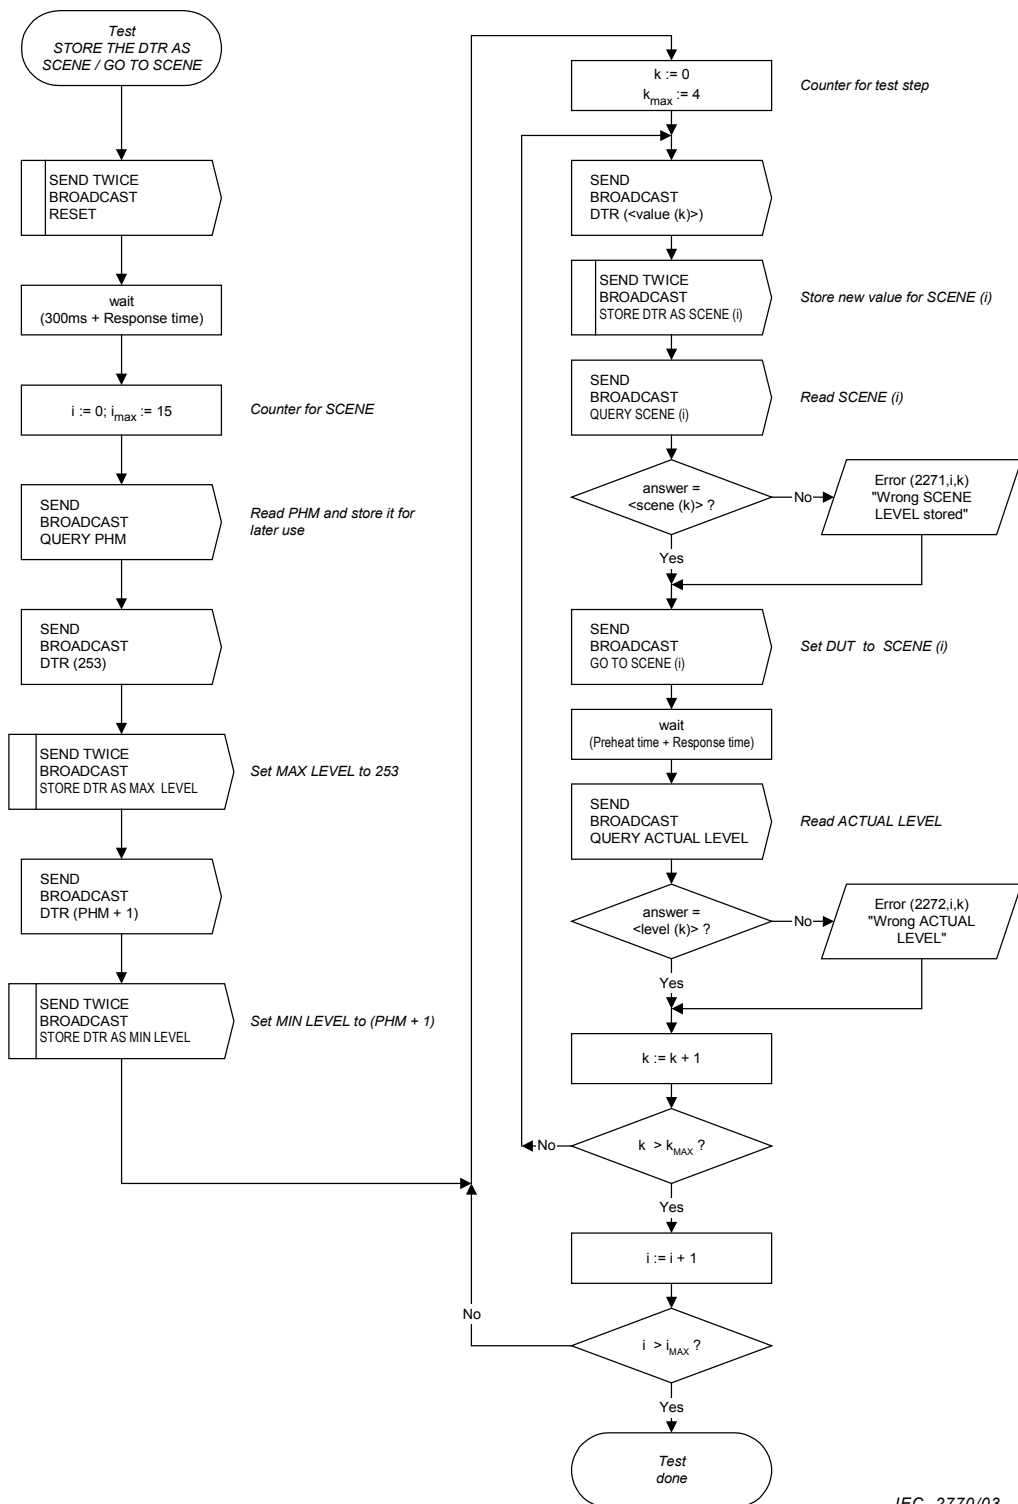 Test
STORE THE DTR AS
SCENE / GO TO SCENE
SEND TWICE
BROADCAST
RESET
wait
(300ms + Response time)
i := 0; imax := 15
Counter for SCENE
SEND
BROADCAST
QUERY PHM
Read PHM and store it for
later use
SEND
BROADCAST
DTR (253)
SEND TWICE
BROADCAST
STORE DTR AS MAX LEVEL
Set MAX LEVEL to 253
SEND
BROADCAST
DTR (PHM + 1)
SEND TWICE
BROADCAST
STORE DTR AS MIN LEVEL
Set MIN LEVEL to (PHM + 1)
k := 0
kmax := 4
Counter for test step
SEND
BROADCAST
DTR (<value (k)>)
SEND TWICE
BROADCAST
STORE DTR AS SCENE (i)
Store new value for SCENE (i)
SEND
BROADCAST
QUERY SCENE (i)
Read SCENE (i)
answer =
<scene (k)> ?
No
Error (2271,i,k)
"Wrong SCENE
LEVEL stored"
Yes
SEND
BROADCAST
GO TO SCENE (i)
Set DUT to SCENE (i)
wait
(Preheat time + Response time)
SEND
BROADCAST
QUERY ACTUAL LEVEL
Read ACTUAL LEVEL
answer =
<level (k)> ?
No
Error (2272,i,k)
"Wrong ACTUAL
LEVEL"
Yes
k := k + 1
No
k > kMAX ?
Yes
i := i + 1
No
i > iMAX ?
Yes
Test
done